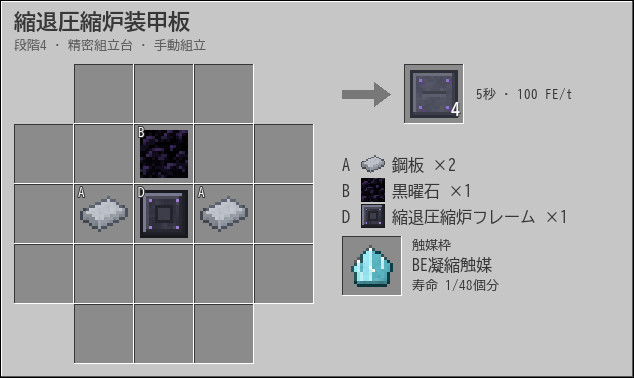 縮退圧縮炉装甲板
段階4 · 精密組立台 · 手動組立
B
A
D
A
4
5秒 · 100 FE/t
A 鋼板 ×2
B 黒曜石 ×1
D 縮退圧縮炉フレーム ×1
触媒枠
BE凝縮触媒
寿命 1/48個分